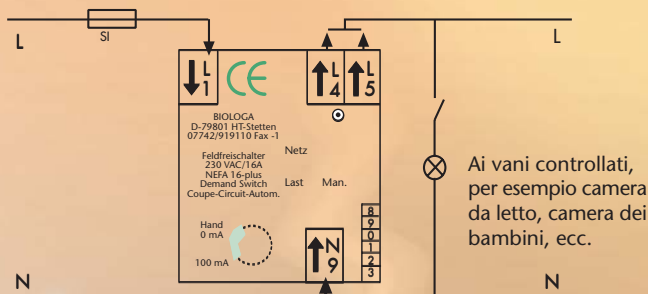 L
SI
L
L
1
CE
L
4
L
5
BIOLOGA
D-79801 HT-Stetten
07742/919110 Fax -1
Netz
Feldfreischalter
230 VAC/16A
NEFA 16-plus
Demand Switch
Coupe-Circuit-Autom.
Last Man.
Ai vani controllati,
per esempio camera
da letto, camera dei
bambini, ecc.
Hand
0 mA
100 mA
8
9
0
1
2
3
N
9
N
N